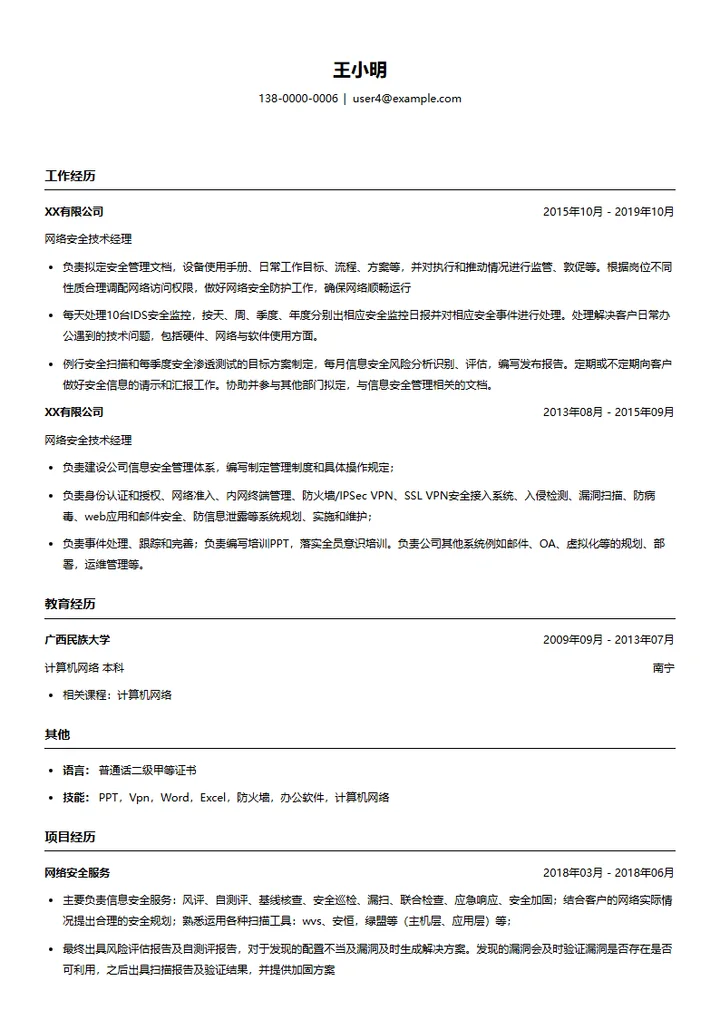 王小明
138-0000-0006 | user4@example.com
工作经历
XX有限公司 2015年10月 - 2019年10月
网络安全技术经理
• 负责拟定安全管理文档，设备使用手册、日常工作目标、流程、方案等，并对执行和推动情况进行监管、敦促等。根据岗位不同
性质合理调配网络访问权限，做好网络安全防护工作，确保网络顺畅运行
• 每天处理10台IDS安全监控，按天、周、季度、年度分别出相应安全监控日报并对相应安全事件进行处理。处理解决客户日常办
公遇到的技术问题，包括硬件、网络与软件使用方面。
• 例行安全扫描和每季度安全渗透测试的目标方案制定，每月信息安全风险分析识别、评估，编写发布报告。定期或不定期向客户
做好安全信息的请示和汇报工作。协助并参与其他部门拟定，与信息安全管理相关的文档。
XX有限公司 2013年08月 - 2015年09月
网络安全技术经理
• 负责建设公司信息安全管理体系，编写制定管理制度和具体操作规定；
• 负责身份认证和授权、网络准入、内网终端管理、防火墙/IPSec VPN、SSL VPN安全接入系统、入侵检测、漏洞扫描、防病
毒、web应用和邮件安全、防信息泄露等系统规划、实施和维护；
• 负责事件处理、跟踪和完善；负责编写培训PPT，落实全员意识培训。负责公司其他系统例如邮件、OA、虚拟化等的规划、部
署，运维管理等。
教育经历
广西民族大学 2009年09月 - 2013年07月
计算机网络 本科 南宁
• 相关课程：计算机网络
其他
• 语言： 普通话二级甲等证书
• 技能： PPT，Vpn，Word，Excel，防火墙，办公软件，计算机网络
项目经历
网络安全服务 2018年03月 - 2018年06月
• 主要负责信息安全服务：风评、自测评、基线核查、安全巡检、漏扫、联合检查、应急响应、安全加固；结合客户的网络实际情
况提出合理的安全规划；熟悉运用各种扫描工具：wvs、安恒，绿盟等（主机层、应用层）等；
• 最终出具风险评估报告及自测评报告，对于发现的配置不当及漏洞及时生成解决方案。发现的漏洞会及时验证漏洞是否存在是否
可利用，之后出具扫描报告及验证结果，并提供加固方案